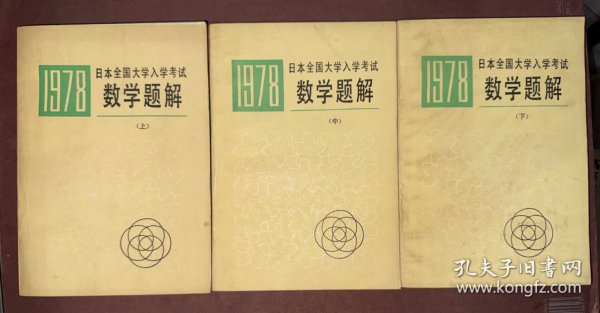 1978
日本全国大学入学考试
数学题解
(上)
1978
日本全国大学入学考试
数学题解
(中)
1978
日本全国大学入学考试
数学题解
(下)
孔夫子旧书网
www.kongfz.com